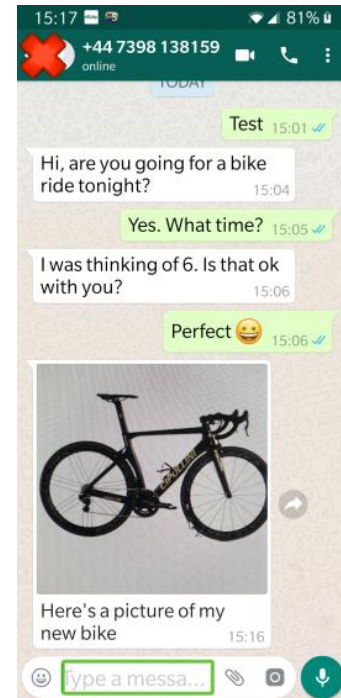 15:17 81%
+44 7398 138159
online
TODAY
Test 15:01
Hi, are you going for a bike
ride tonight?
15:04
Yes. What time? 15:05
I was thinking of 6. Is that ok
with you?
15:06
Perfect😀 15:06
CIPOLLINI
Here's a picture of my
new bike
15:16
Type a messa...